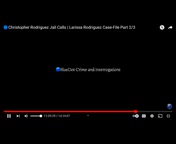 Christopher Rodriguez Jail Calls | Larissa Rodriguez Case-File Part 2/3
BlueCore Crime and Interrogations